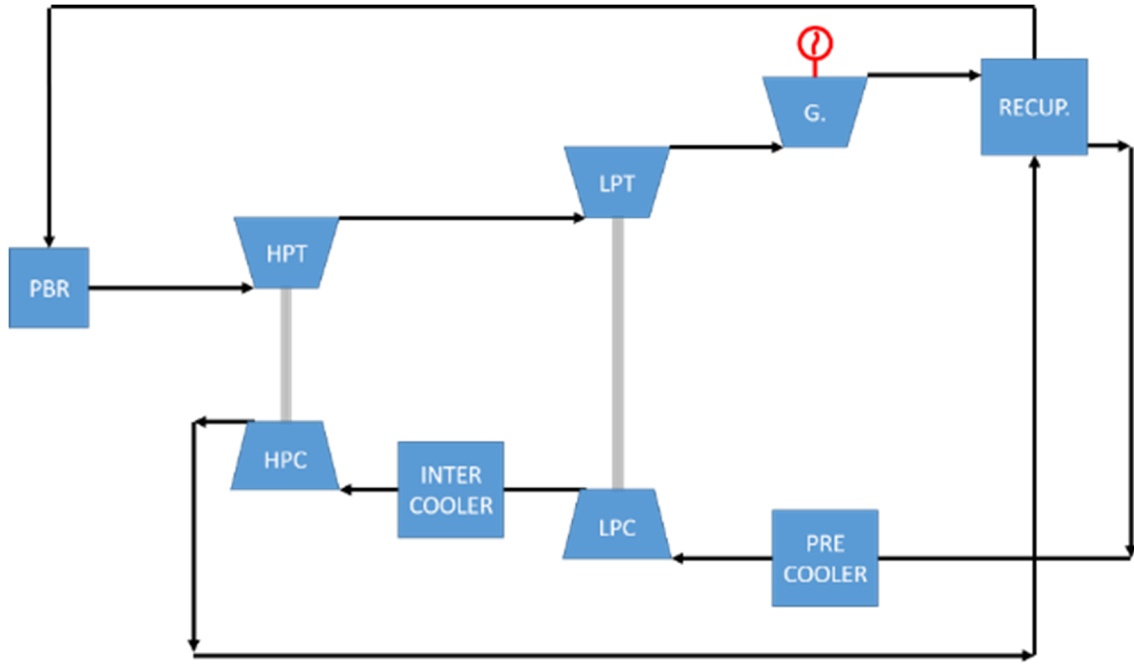 G.
RECUP.
LPT
HPT
PBR
HPC
INTER
COOLER
LPC
PRE
COOLER